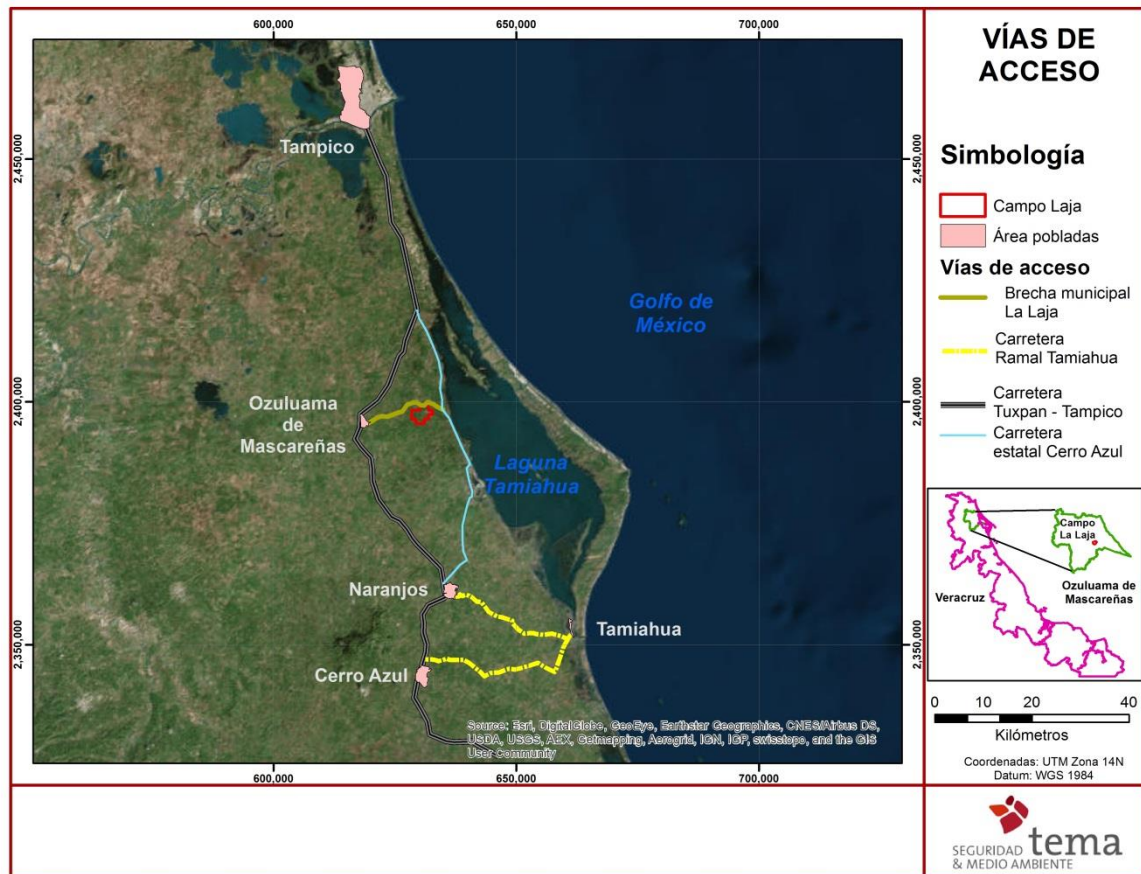 600,000
650,000
700,000
2,450,000
2,400,000
2,350,000
2,450,000
2,400,000
2,350,000
600,000
650,000
700,000
Tampico
Golfo de
México
Ozuluama
de
Mascareñas
Laguna
Tamiahua
Naranjos
Tamiahua
Cerro Azul
Source: Esri, DigitalGlobe, GeoEye, Earthstar Geographics, CNES/Airbus DS,
USDA, USGS, AEX, Getmapping, Aerogrid, IGN, IGP, swisstopo, and the GIS
User Community
VÍAS DE
ACCESO
Simbología
Campo Laja
Área pobladas
Vías de acceso
Brecha municipal
La Laja
Carretera
Ramal Tamiahua
Carretera
Tuxpan - Tampico
Carretera
estatal Cerro Azul
Campo
La Laja
Veracruz
Ozuluama de
Mascareñas
0 10 20 40
Kilómetros
Coordenadas: UTM Zona 14N
Datum: WGS 1984
SEGURIDAD
& MEDIO AMBIENTE
tema